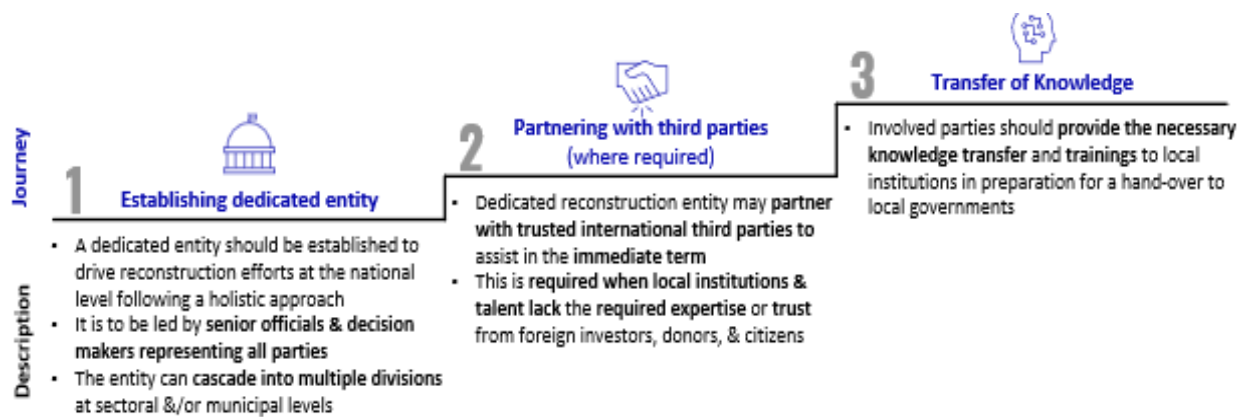 Journey
Description
1
Establishing dedicated entity
▪ A dedicated entity should be established to
drive reconstruction efforts at the national
level following a holistic approach
▪ It is to be led by senior officials & decision
makers representing all parties
▪ The entity can cascade into multiple divisions
at sectoral &/or municipal levels
2
Partnering with third parties
(where required)
▪ Dedicated reconstruction entity may partner
with trusted international third parties to
assist in the immediate term
▪ This is required when local institutions &
talent lack the required expertise or trust
from foreign investors, donors, & citizens
3
Transfer of Knowledge
▪ Involved parties should provide the necessary
knowledge transfer and trainings to local
institutions in preparation for a hand-over to
local governments